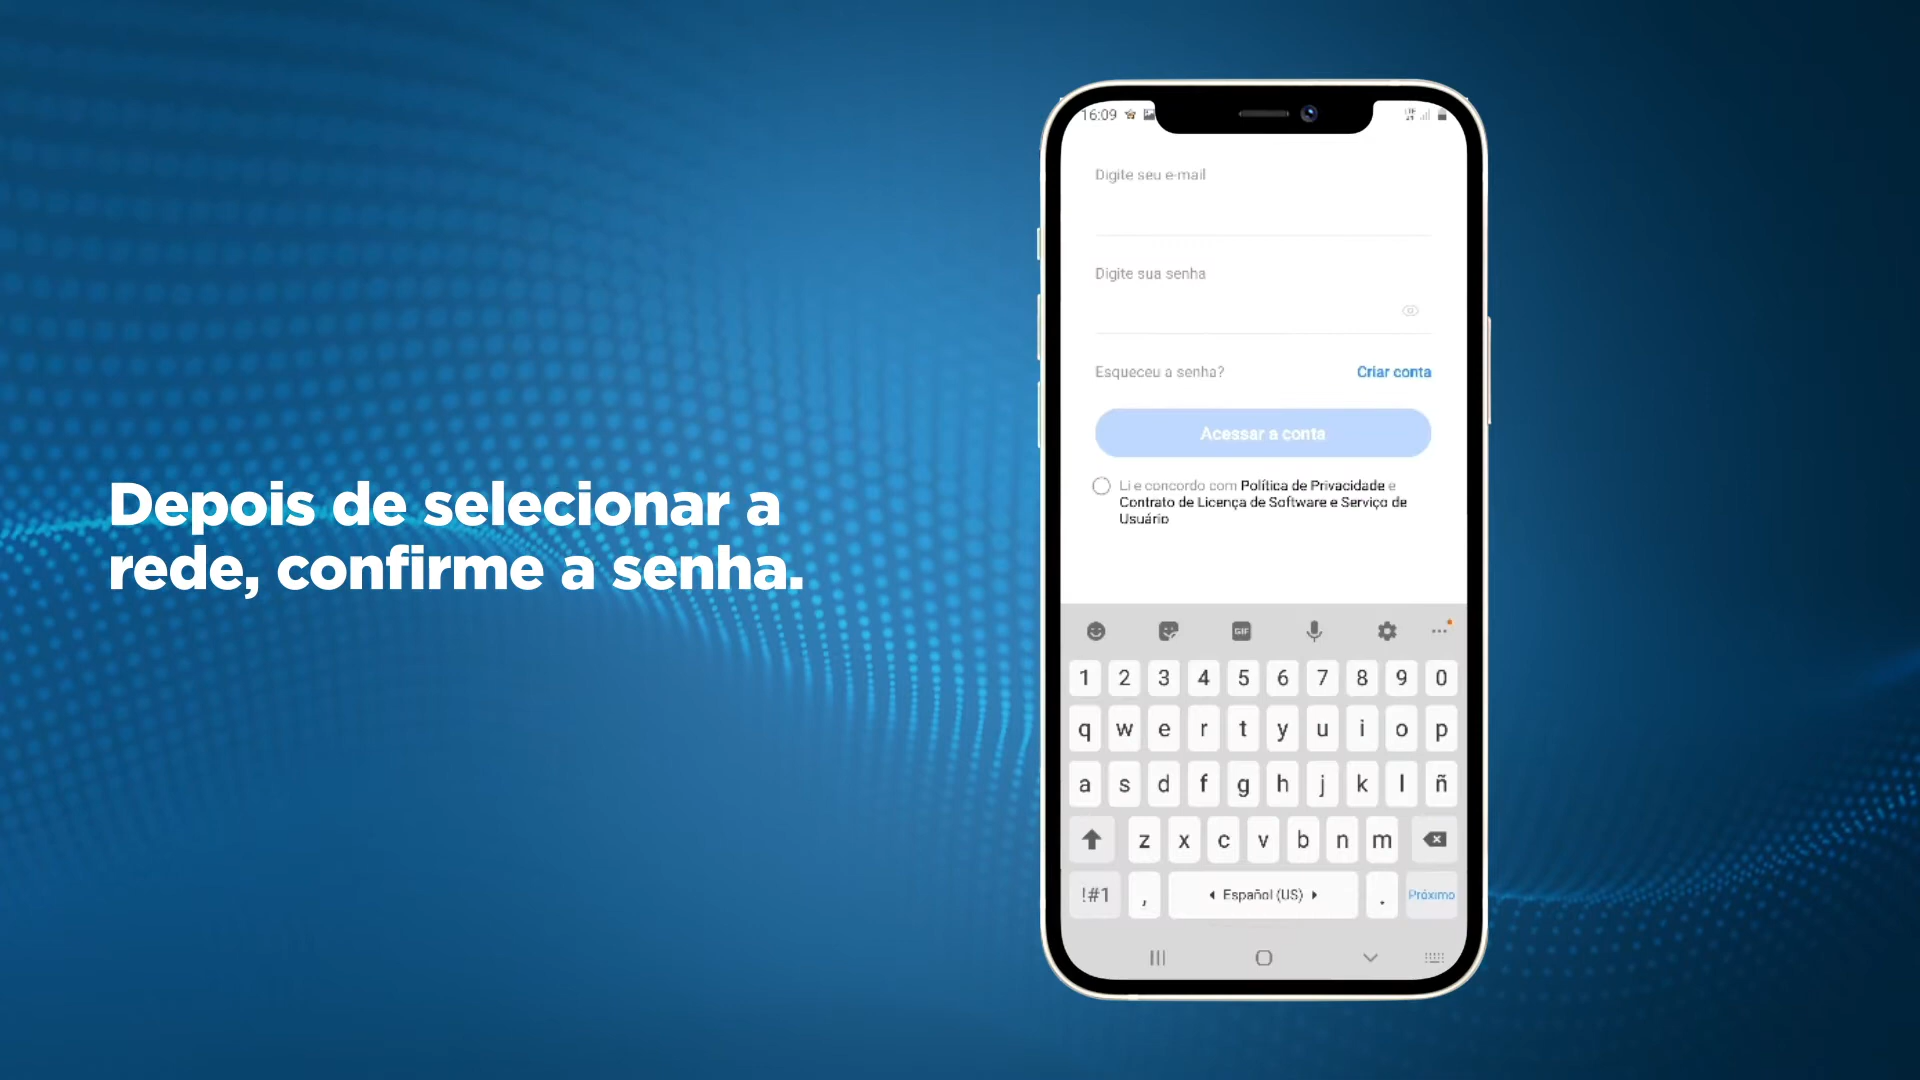 Depois de selecionar a
rede, confirme a senha.
16:09
Digite seu e-mail
Digite sua senha
Esqueceu a senha?
Criar conta
Acessar a conta
Li e concordo com Política de Privacidade e
Contrato de Licença de Software e Serviço de
Usuário
GIF
1 2 3 4 5 6 7 8 9 0
q w e r t y u i o p
a s d f g h j k l ñ
z x c v b n m
!#1 , Español (US) . Próximo